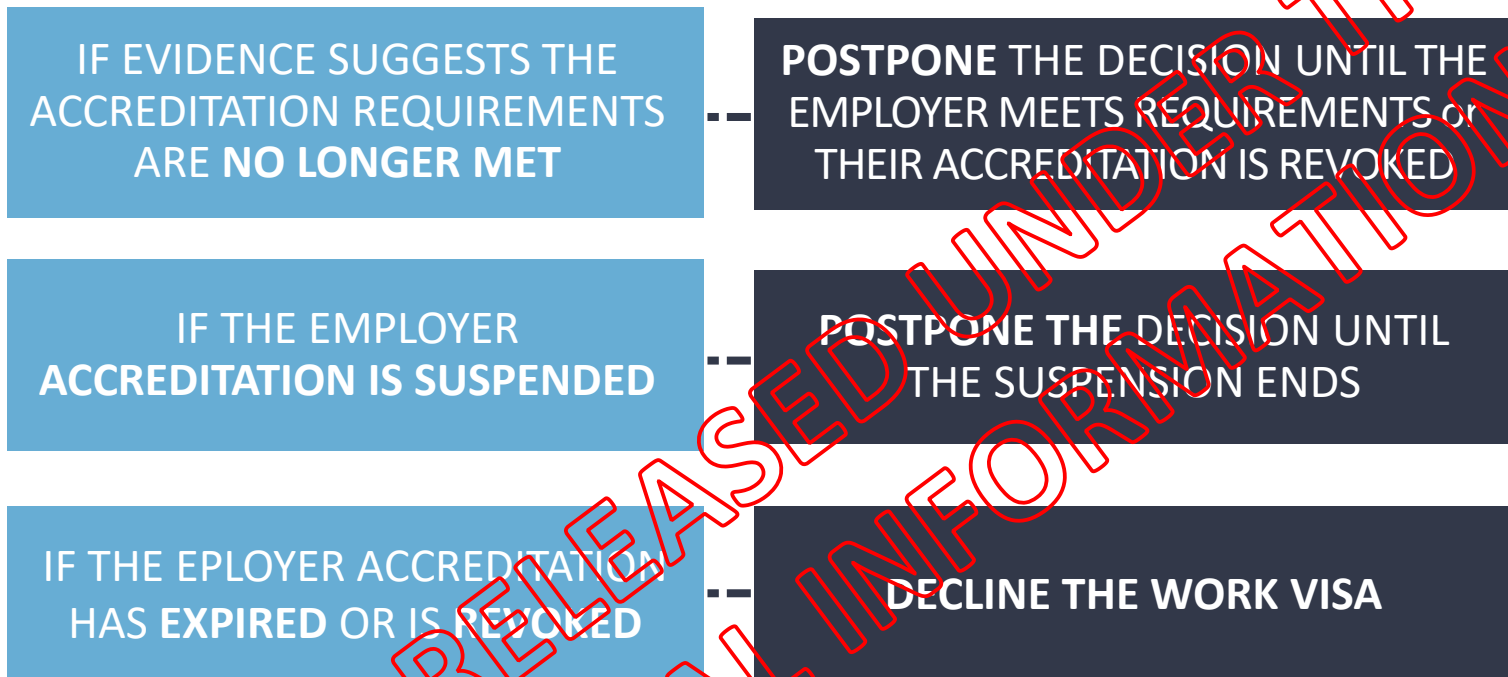 IF EVIDENCE SUGGESTS THE
ACCREDITATION REQUIREMENTS
ARE NO LONGER MET
POSTPONE THE DECISION UNTIL THE
EMPLOYER MEETS REQUIREMENTS or
THEIR ACCREDITATION IS REVOKED
IF THE EMPLOYER
ACCREDITATION IS SUSPENDED
POSTPONE THE DECISION UNTIL
THE SUSPENSION ENDS
IF THE EPLOYER ACCREDITATION
HAS EXPIRED OR IS REVOKED
DECLINE THE WORK VISA
RELEASED UNDER
INFORMATION